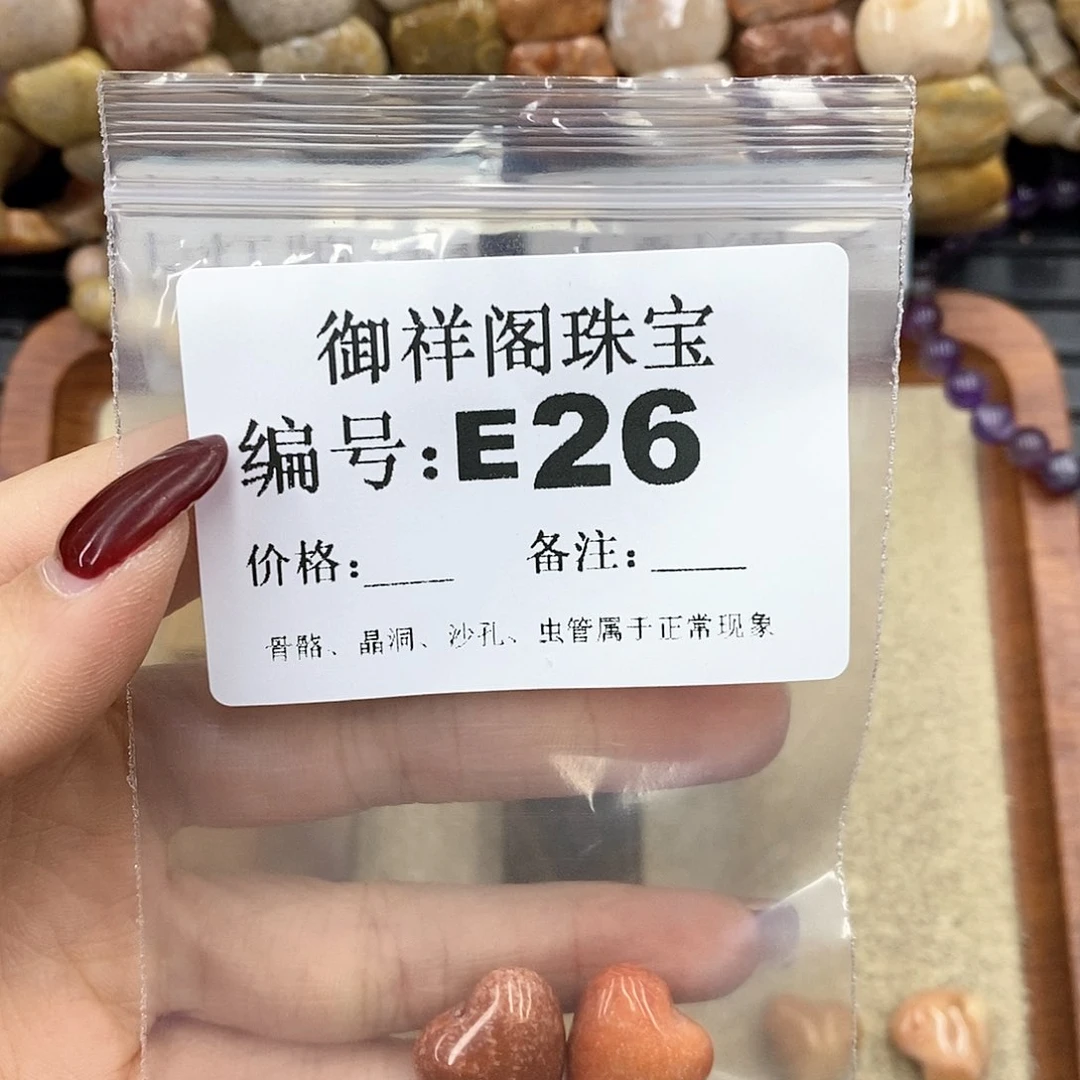 御祥阁珠宝
编号:E26
价格:____ 备注:____
骨骼、晶洞、沙孔、虫管属于正常现象